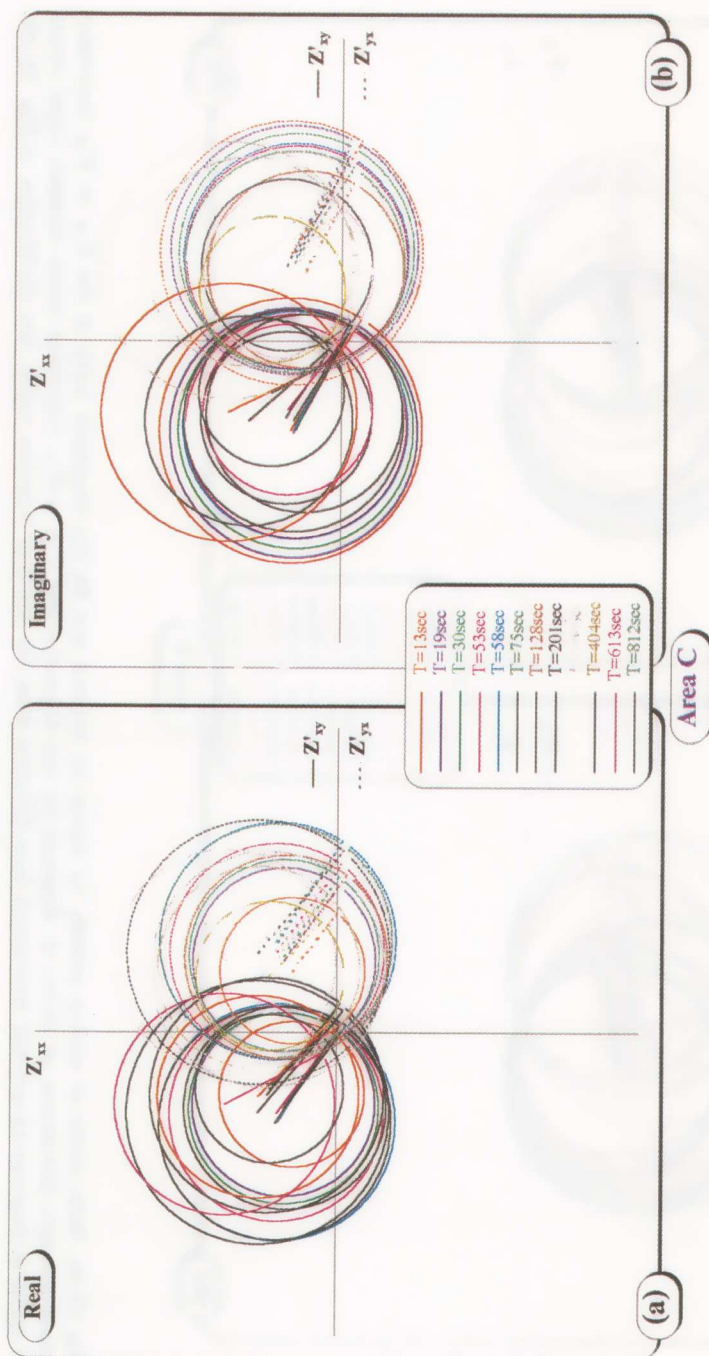 Real
Z'xx
Z'xy
Z'yx
(a)
Imaginary
Z'xx
Z'xy
Z'yx
(b)
T=13sec
T=19sec
T=30sec
T=53sec
T=58sec
T=75sec
T=128sec
T=201sec
T=404sec
T=613sec
T=812sec
Area C